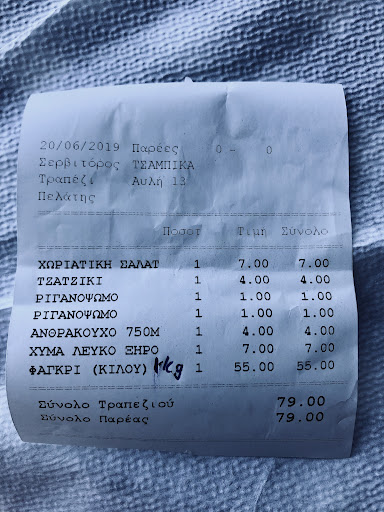 20/06/2019 Παρέες 0 - 0
Σερβιτόρος ΤΣΑΜΠΙΚΑ
Τραπέζι Αυλή 13
Πελάτης
Ποσοτ Τιμή Σύνολο
ΧΩΡΙΑΤΙΚΗ ΣΑΛΑΤ 1 7.00 7.00
ΤΖΑΤΖΙΚΙ 1 4.00 4.00
ΡΙΓΑΝΟΨΩΜΟ 1 1.00 1.00
ΡΙΓΑΝΟΨΩΜΟ 1 1.00 1.00
ΑΝΘΡΑΚΟΥΧΟ 750Μ 1 4.00 4.00
ΧΥΜΑ ΛΕΥΚΟ ΞΗΡΟ 1 7.00 7.00
ΦΑΓΚΡΙ (ΚΙΛΟΥ) 1 55.00 55.00
Σύνολο Τραπεζιού 79.00
Σύνολο Παρέας 79.00